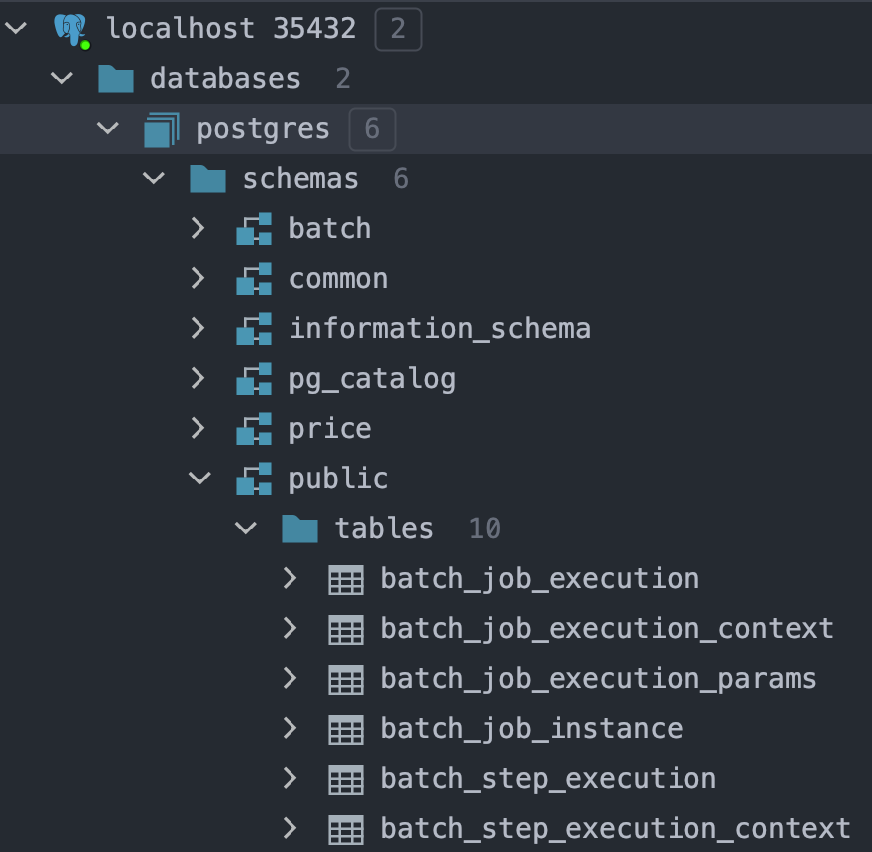 localhost 35432 2
databases 2
postgres 6
schemas 6
batch
common
information_schema
pg_catalog
price
public
tables 10
batch_job_execution
batch_job_execution_context
batch_job_execution_params
batch_job_instance
batch_step_execution
batch_step_execution_context